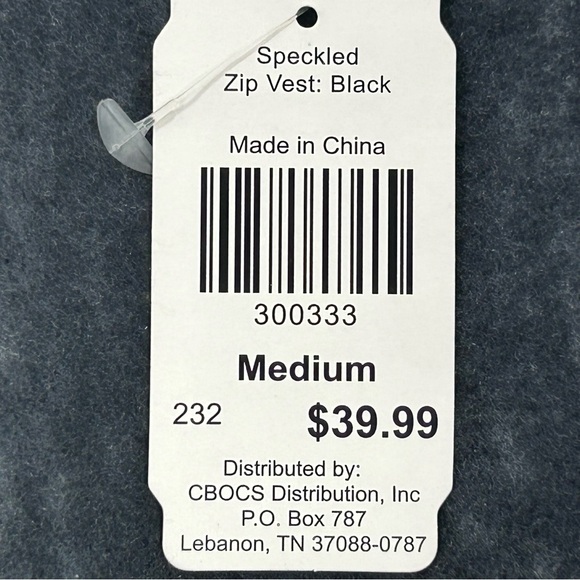 Speckled
Zip Vest: Black
Made in China
300333
Medium
232 $39.99
Distributed by:
CBOCS Distribution, Inc
P.O. Box 787
Lebanon, TN 37088-0787